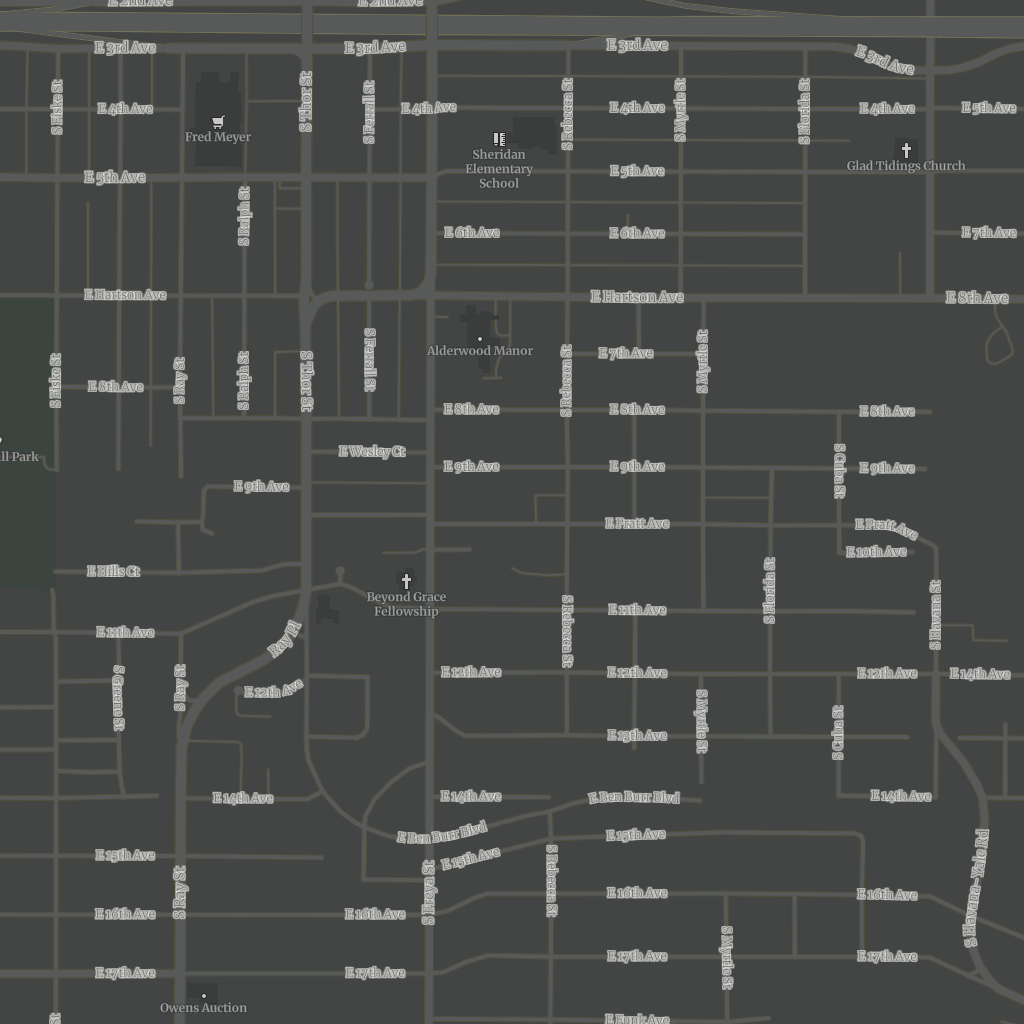 E 2nd Ave
E 2nd Ave
E 3rd Ave
E 3rd Ave
E 3rd Ave
E 3rd Ave
S Fiske St
E 4th Ave
Fred Meyer
S Thor St
S Ferrall St
E 4th Ave
S Rebecca St
E 4th Ave
S Myrtle St
S Florida St
E 4th Ave
E 5th Ave
Sheridan
Elementary
School
Glad Tidings Church
E 5th Ave
E 5th Ave
S Ralph St
E 6th Ave
E 6th Ave
E 7th Ave
E Hartson Ave
E Hartson Ave
E 8th Ave
Alderwood Manor
E 7th Ave
S Fiske St
E 8th Ave
S Ray St
S Ralph St
S Thor St
S Ferrall St
S Rebecca St
S Myrtle St
E 8th Ave
E 8th Ave
E 8th Ave
ll Park
E Wesley Ct
E 9th Ave
E 9th Ave
S Cuba St
E 9th Ave
E 9th Ave
E Pratt Ave
E Pratt Ave
E 10th Ave
E Hills Ct
Beyond Grace
Fellowship
S Florida St
S Havana St
E 11th Ave
E 11th Ave
Ray Pl
S Rebecca St
S Greene St
S Ray St
E 12th Ave
E 12th Ave
E 12th Ave
E 12th Ave
E 14th Ave
S Myrtle St
S Cuba St
E 13th Ave
E 14th Ave
E 14th Ave
E Ben Burr Blvd
E 14th Ave
E Ben Burr Blvd
E 15th Ave
E 15th Ave
E 15th Ave
S Ray St
S Freya St
S Rebecca St
S Havana-Yale Rd
E 16th Ave
E 16th Ave
E 16th Ave
E 16th Ave
S Myrtle St
E 17th Ave
E 17th Ave
E 17th Ave
E 17th Ave
Owens Auction
St
E Funk Ave